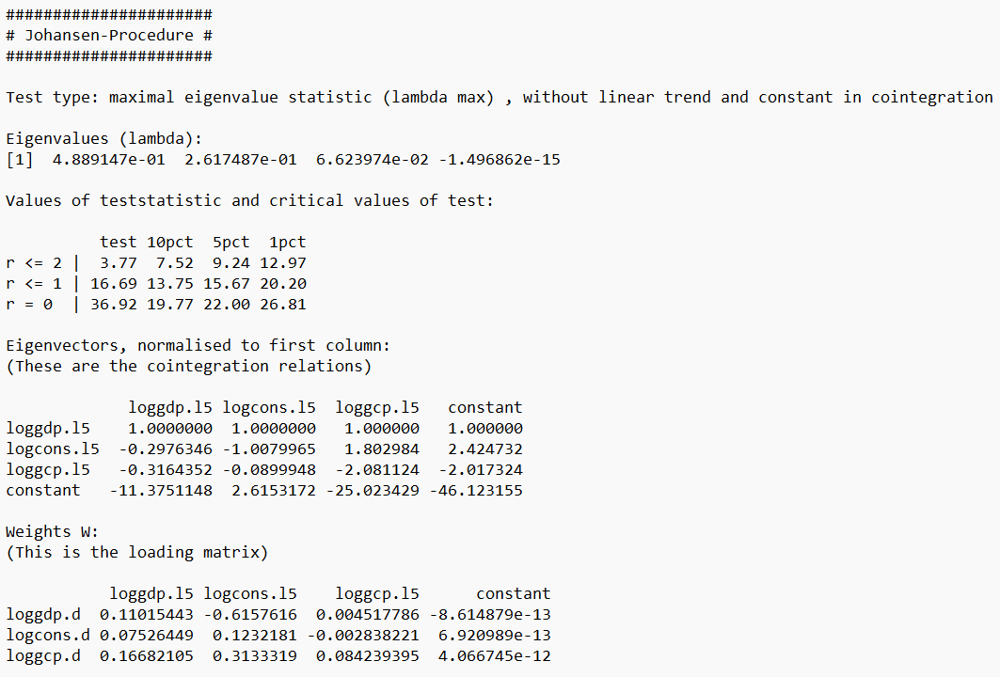 ######################
# Johansen-Procedure #
######################
Test type: maximal eigenvalue statistic (lambda max) , without linear trend and constant in cointegration
Eigenvalues (lambda):
[1]  4.889147e-01  2.617487e-01  6.623974e-02 -1.496862e-15
Values of teststatistic and critical values of test:
          test 10pct  5pct  1pct
r <= 2 |  3.77  7.52  9.24 12.97
r <= 1 | 16.69 13.75 15.67 20.20
r = 0  | 36.92 19.77 22.00 26.81
Eigenvectors, normalised to first column:
(These are the cointegration relations)
             loggdp.l5 logcons.l5  loggcp.l5   constant
loggdp.l5    1.0000000  1.0000000   1.000000   1.000000
logcons.l5  -0.2976346 -1.0079965   1.802984   2.424732
loggcp.l5   -0.3164352 -0.0899948  -2.081124  -2.017324
constant   -11.3751148  2.6153172 -25.023429 -46.123155
Weights W:
(This is the loading matrix)
           loggdp.l5 logcons.l5    loggcp.l5      constant
loggdp.d  0.11015443 -0.6157616  0.004517786 -8.614879e-13
logcons.d 0.07526449  0.1232181 -0.002838221  6.920989e-13
loggcp.d  0.16682105  0.3133319  0.084239395  4.066745e-12